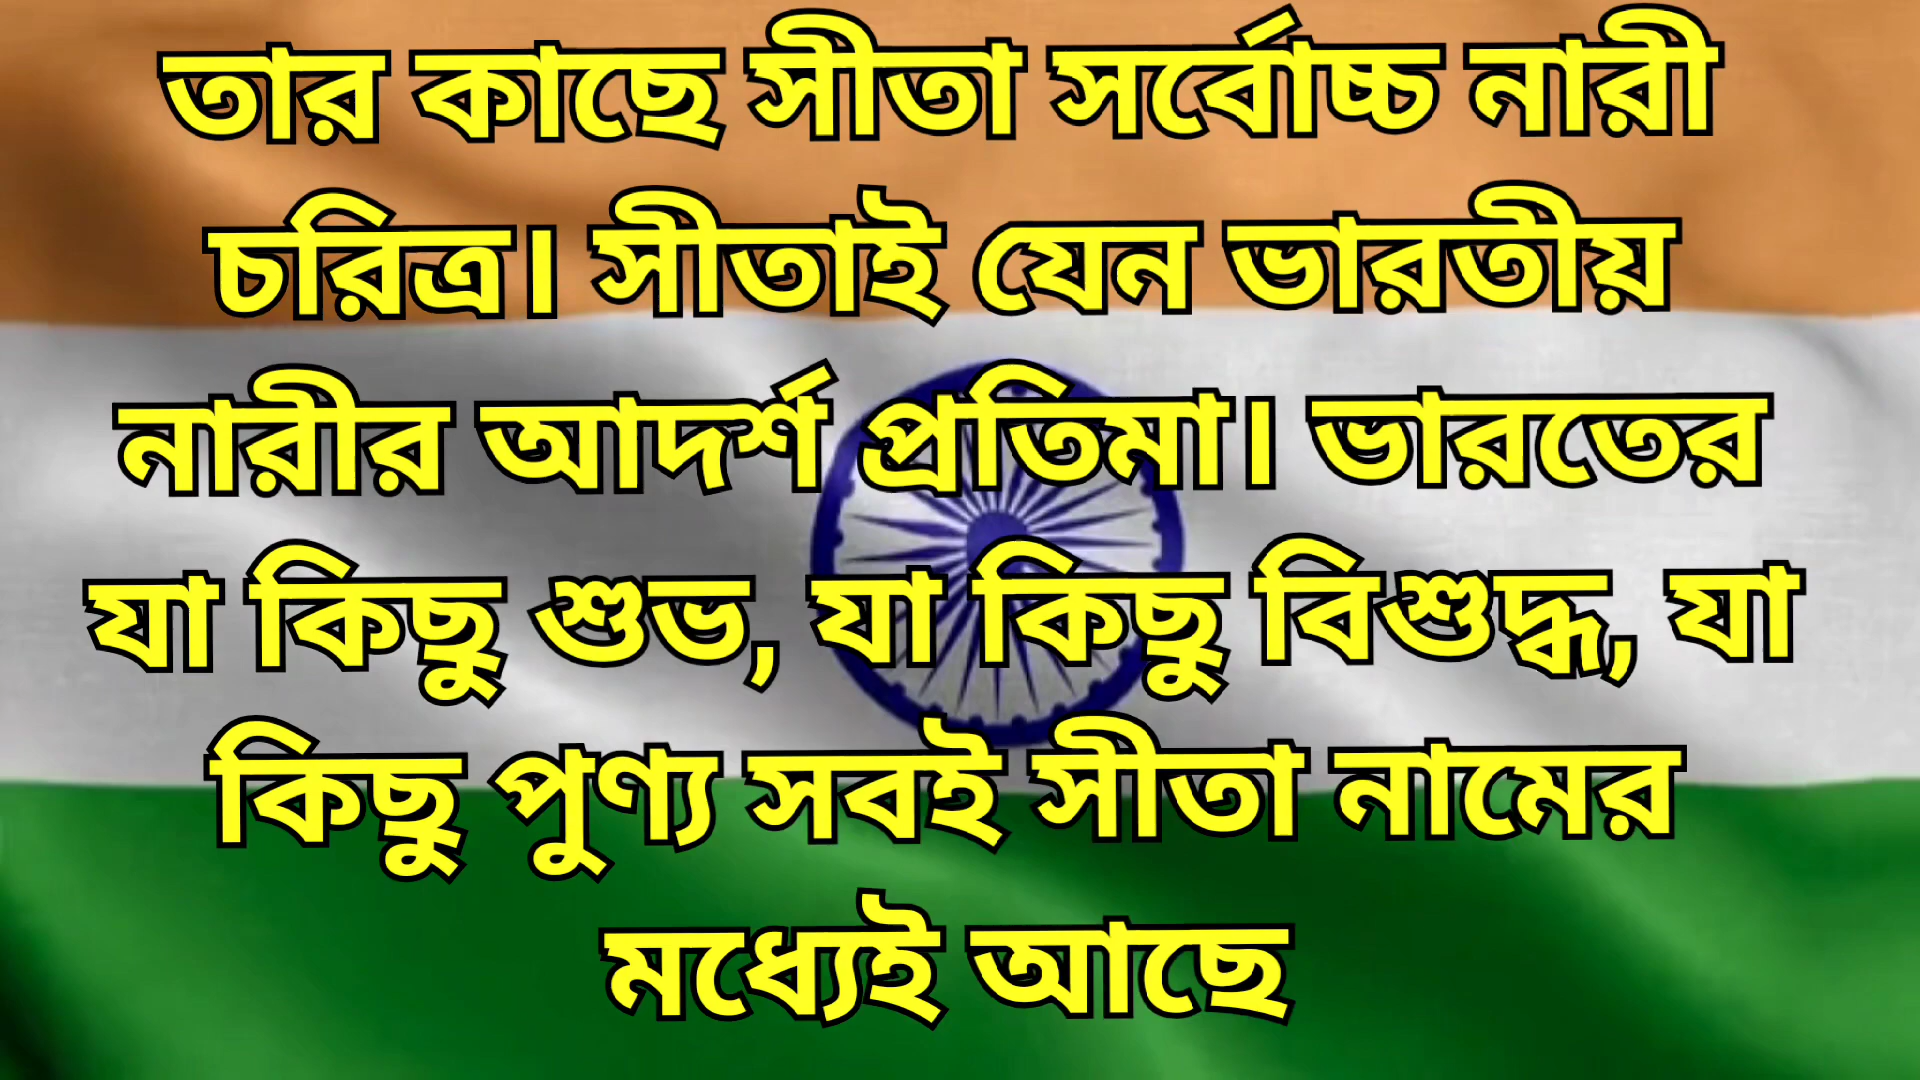 তার কাছে সীতা সর্বোচ্চ নারী
চরিত্র। সীতাই যেন ভারতীয়
নারীর আদর্শ প্রতিমা। ভারতের
যা কিছু শুভ, যা কিছু বিশুদ্ধ, যা
কিছু পুণ্য সবই সীতা নামের
মধ্যেই আছে